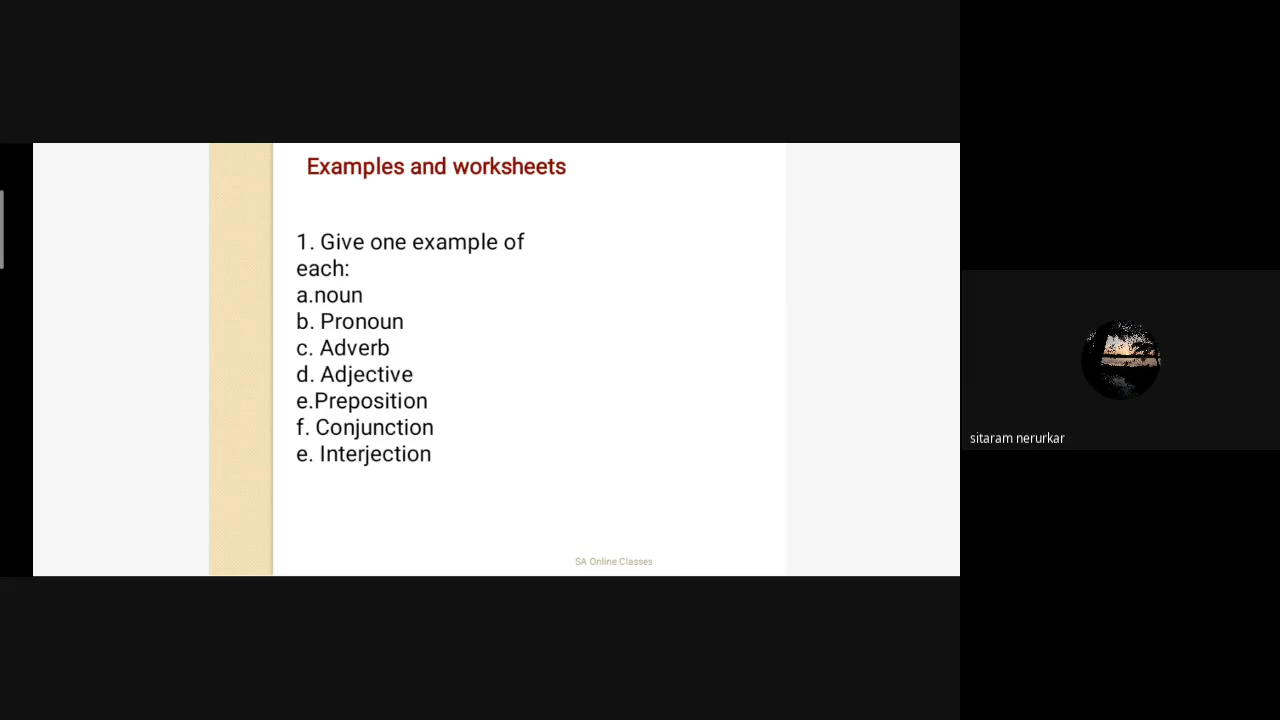 Examples and worksheets
1. Give one example of
each:
a.noun
b. Pronoun
c. Adverb
d. Adjective
e.Preposition
f. Conjunction
e. Interjection
SA Online Classes
sitaram nerurkar